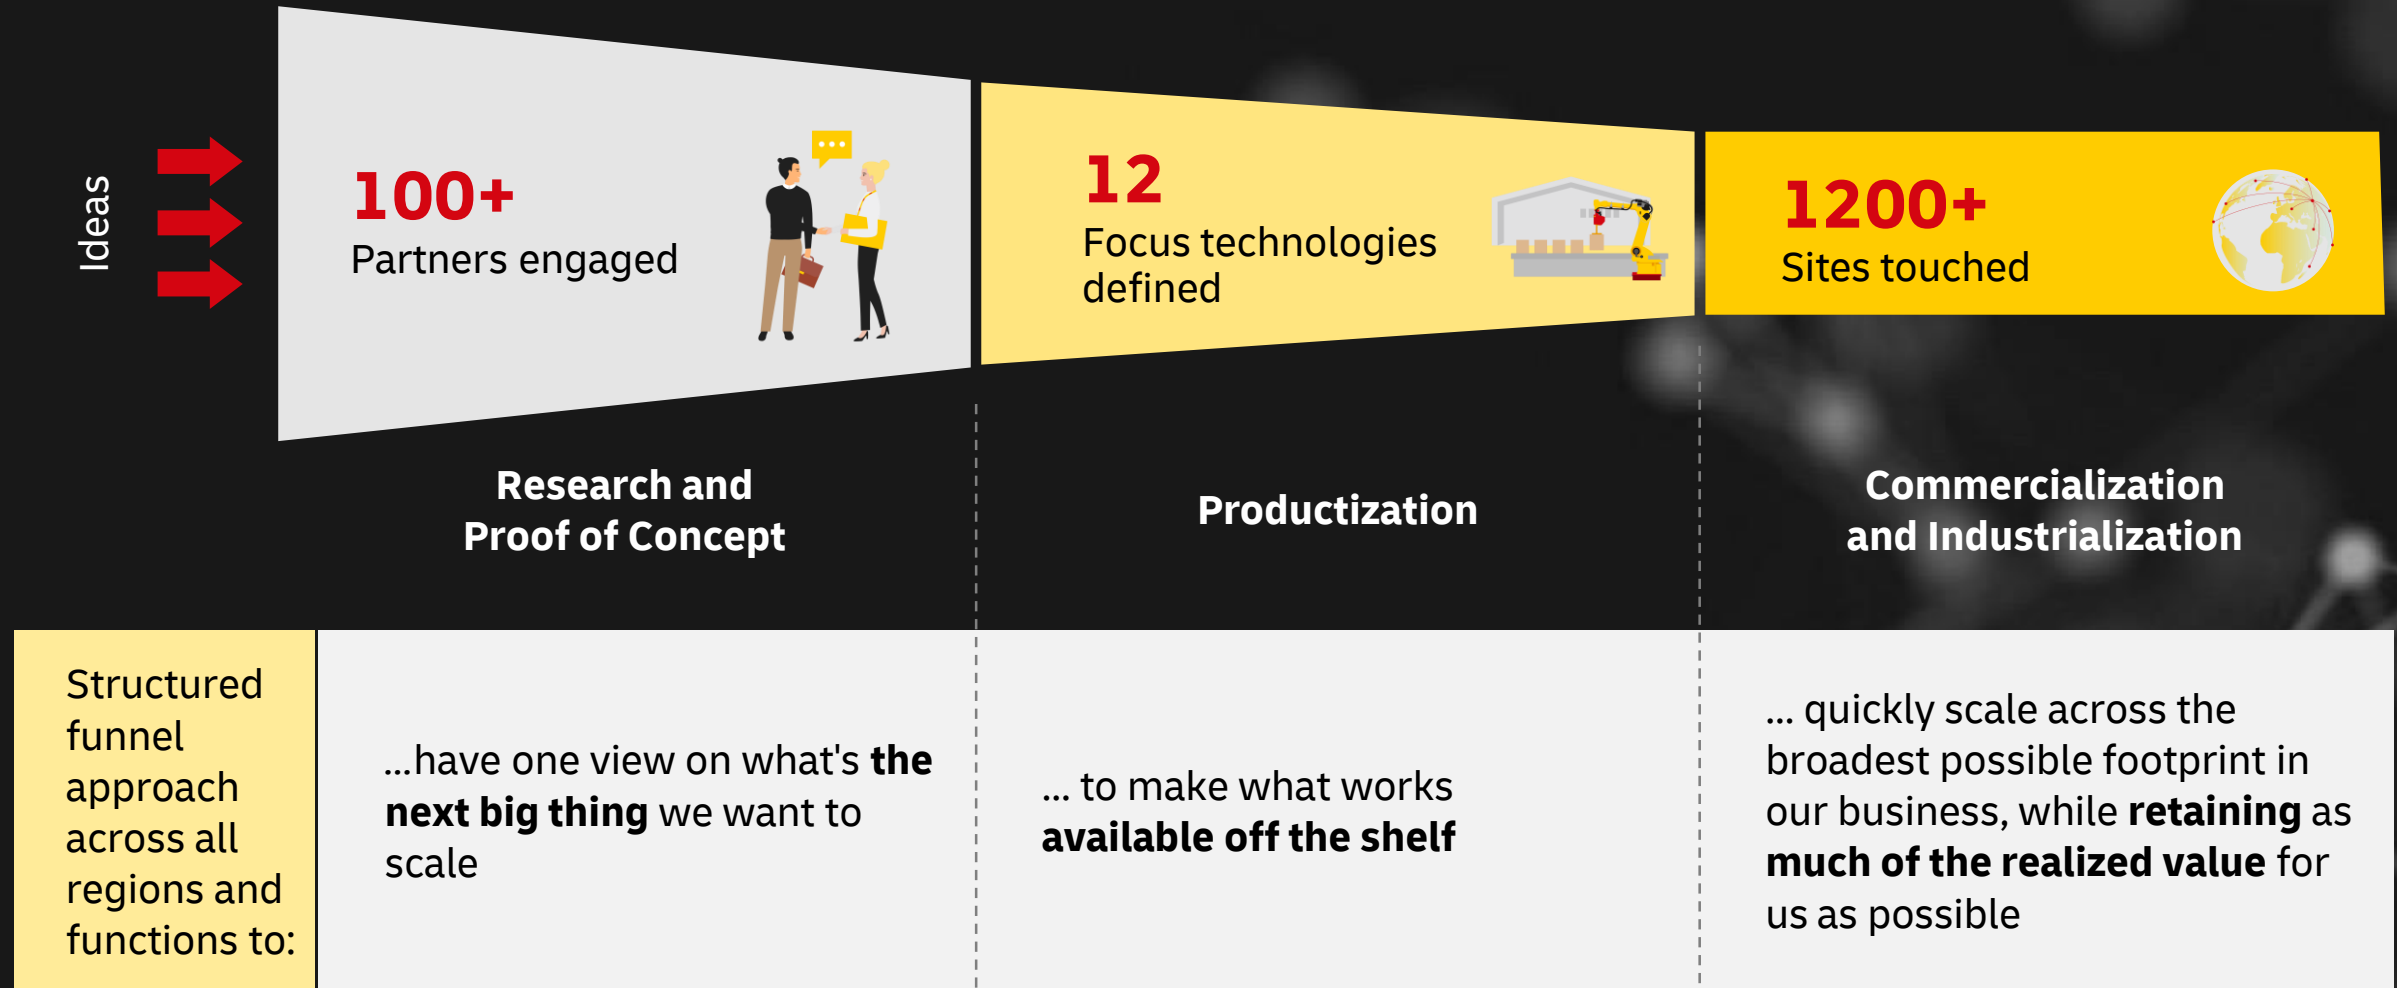 Ideas
100+
Partners engaged
12
Focus technologies
defined
1200+
Sites touched
Research and
Proof of Concept
Productization
Commercialization
and Industrialization
Structured
funnel
approach
across all
regions and
functions to:
...have one view on what's the
next big thing we want to
scale
... to make what works
available off the shelf
... quickly scale across the
broadest possible footprint in
our business, while retaining as
much of the realized value for
us as possible